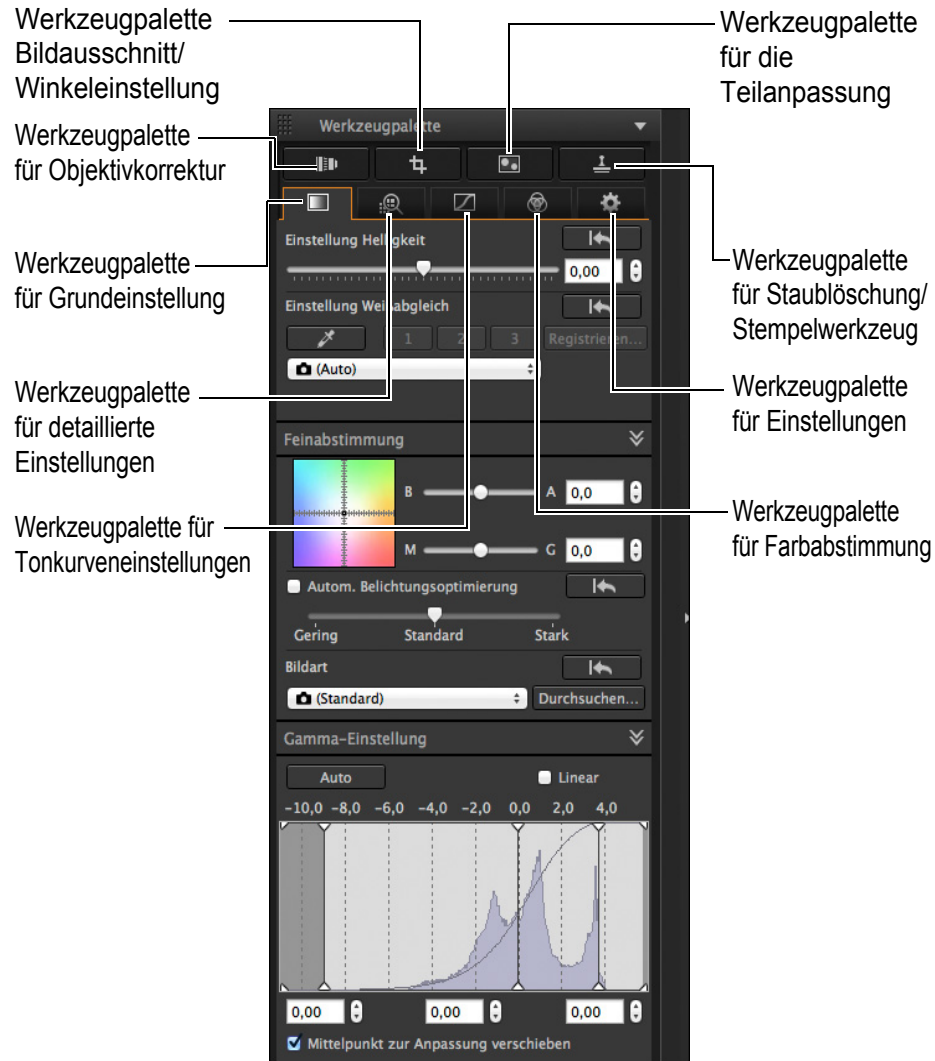 Werkzeugpalette
Bildausschnitt/
Winkeleinstellung
Werkzeugpalette
für die
Teilanpassung
Werkzeugpalette
für Objektivkorrektur
Werkzeugpalette
für Grundeinstellung
Werkzeugpalette
für detaillierte
Einstellungen
Werkzeugpalette für
Tonkurveneinstellungen
Werkzeugpalette
für Staublöschung/
Stempelwerkzeug
Werkzeugpalette
für Einstellungen
Werkzeugpalette
für Farbabstimmung
Werkzeugpalette
Einstellung Helligkeit
0,00
Einstellung Weißabgleich
1 2 3 Registrieren...
(Auto)
Feinabstimmung
B A 0,0
M G 0,0
Autom. Belichtungsoptimierung
Gering Standard Stark
Bildart
(Standard) Durchsuchen...
Gamma-Einstellung
Auto Linear
-10,0 -8,0 -6,0 -4,0 -2,0 0,0 2,0 4,0
0,00 0,00 0,00
Mittelpunkt zur Anpassung verschieben